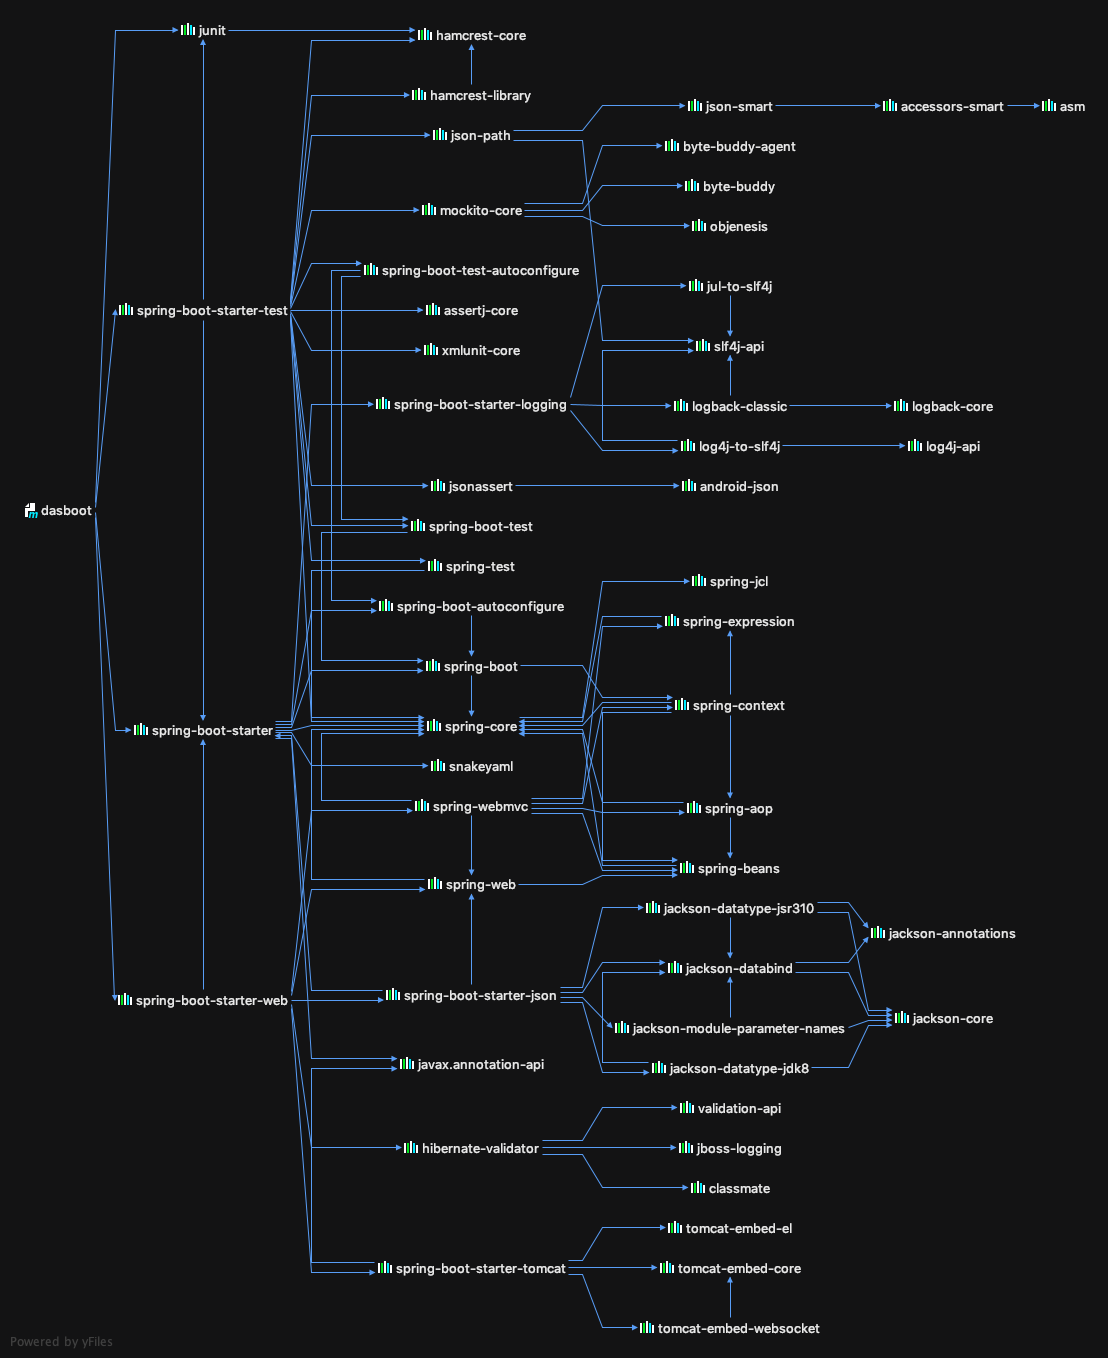 junit
hamcrest-core
hamcrest-library
json-smart
accessors-smart
asm
json-path
byte-buddy-agent
byte-buddy
mockito-core
objenesis
spring-boot-test-autoconfigure
jul-to-slf4j
spring-boot-starter-test
assertj-core
slf4j-api
xmlunit-core
spring-boot-starter-logging
logback-classic
logback-core
log4j-to-slf4j
log4j-api
jsonassert
android-json
dasboot
spring-boot-test
spring-test
spring-jcl
spring-boot-autoconfigure
spring-expression
spring-boot
spring-context
spring-core
spring-boot-starter
snakeyaml
spring-webmvc
spring-aop
spring-beans
spring-web
jackson-datatype-jsr310
jackson-annotations
jackson-databind
spring-boot-starter-web
spring-boot-starter-json
jackson-core
jackson-module-parameter-names
javax.annotation-api
jackson-datatype-jdk8
validation-api
hibernate-validator
jboss-logging
classmate
tomcat-embed-el
spring-boot-starter-tomcat
tomcat-embed-core
tomcat-embed-websocket
Powered by yFiles